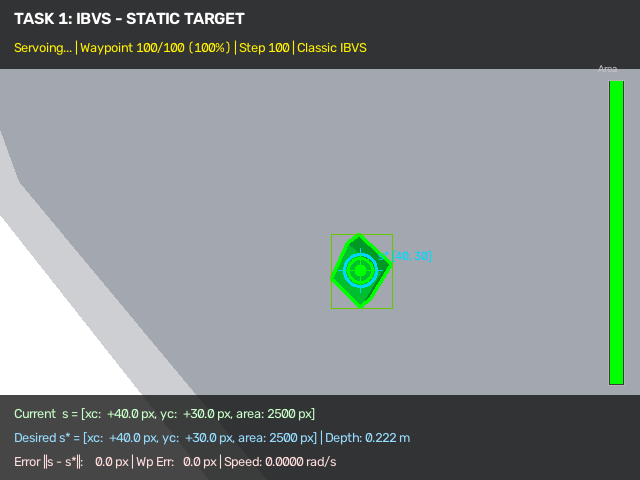 TASK 1: IBVS - STATIC TARGET
Servoing... | Waypoint 100/100 (100%) | Step 100 | Classic IBVS
Area
[40, 30]
Current s = [xc: +40.0 px, yc: +30.0 px, area: 2500 px]
Desired s* = [xc: +40.0 px, yc: +30.0 px, area: 2500 px] | Depth: 0.222 m
Error ‖s - s*‖: 0.0 px | Wp Err: 0.0 px | Speed: 0.0000 rad/s